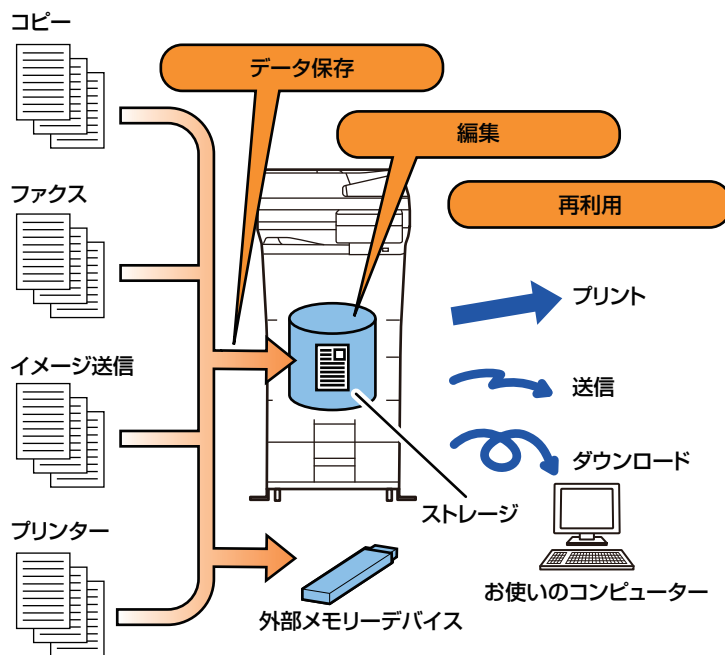 コピー
データ保存
編集
ファクス
再利用
プリント
イメージ送信
送信
ダウンロード
ストレージ
プリンター
お使いのコンピューター
外部メモリーデバイス